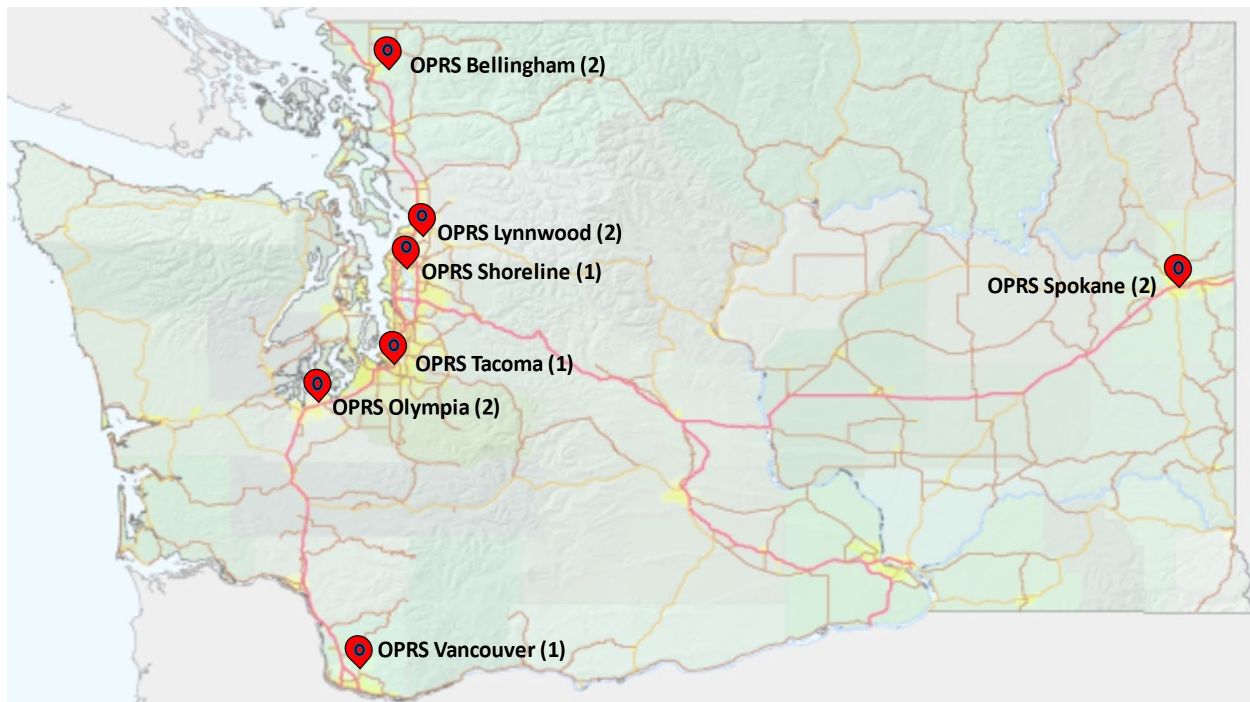 OPRS Bellingham (2)
OPRS Lynnwood (2)
OPRS Shoreline (1)
OPRS Spokane (2)
OPRS Tacoma (1)
OPRS Olympia (2)
OPRS Vancouver (1)